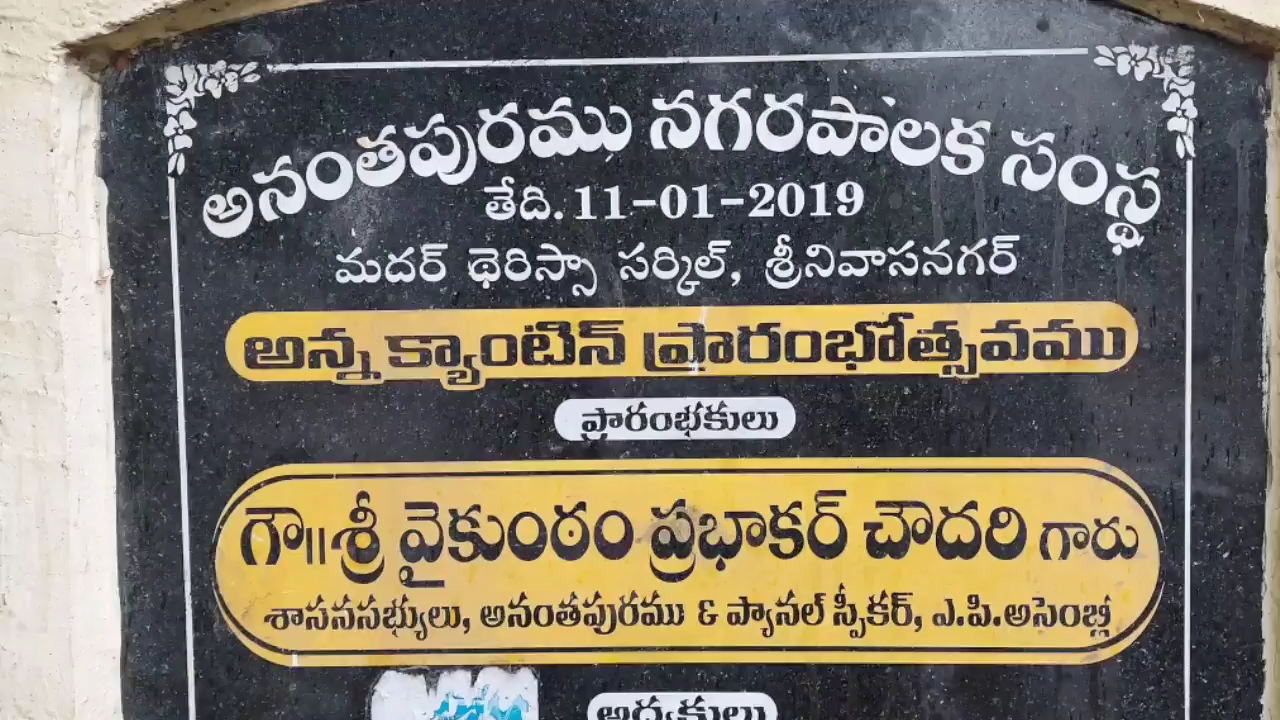 అనంతపురము నగరపాలక సంస్థ
తేది. 11-01-2019
మదర్ థెరిస్సా సర్కిల్, శ్రీనివాసనగర్
అన్న క్యాంటిన్ ప్రారంభోత్సవము
ప్రారంభకులు
గౌ||శ్రీ వైకుంఠం ప్రభాకర్ చౌదరి గారు
శాసనసభ్యులు, అనంతపురము & ప్యానల్ స్పీకర్, ఎ.పి.అసెంబ్లీ
అధ్యక్షులు